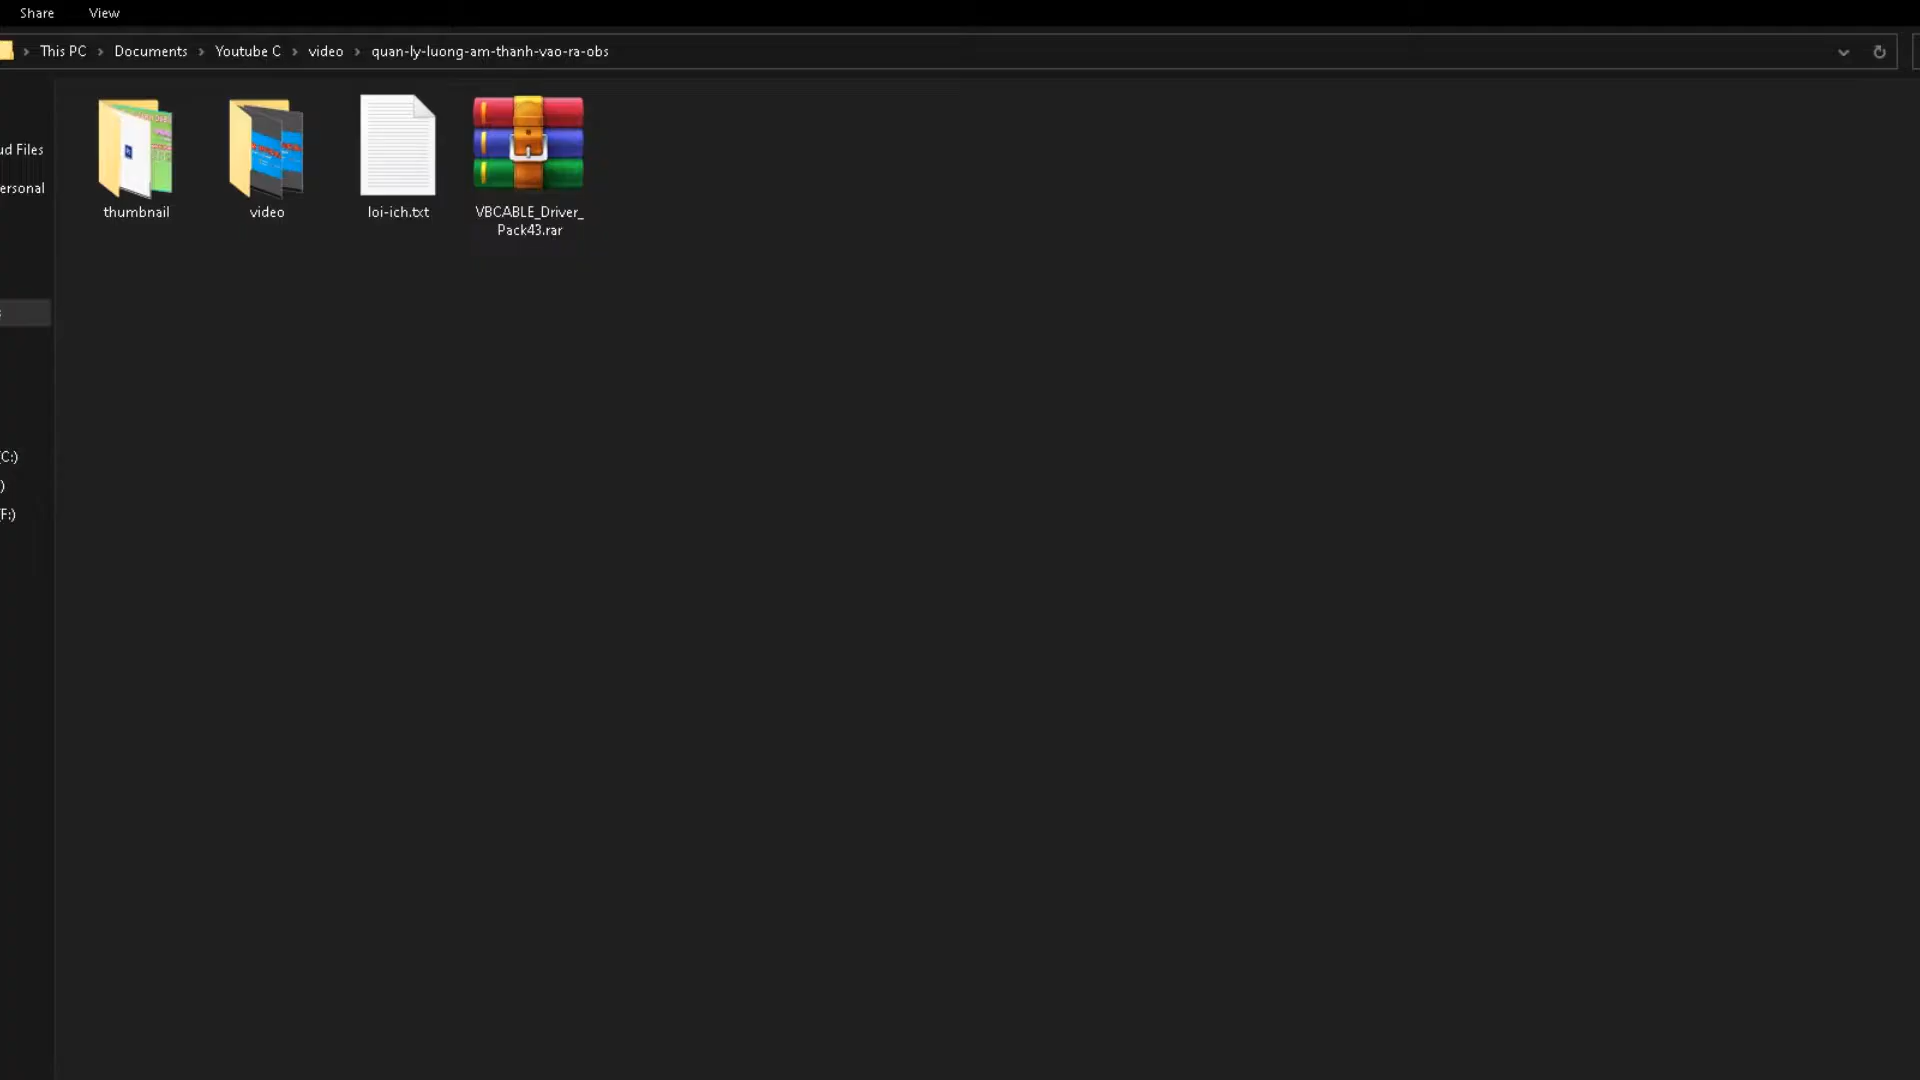 Share View
This PC › Documents › Youtube C › video › quan-ly-luong-am-thanh-vao-ra-obs
ud Files
ersonal
thumbnail
video
loi-ich.txt
VBCABLE_Driver_
Pack43.rar
(C:)
)
(F:)